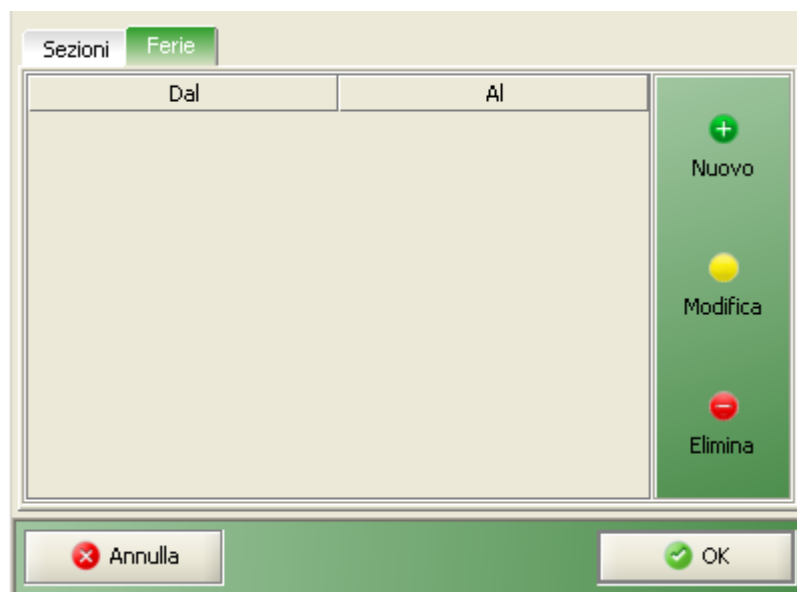 Sezioni Ferie
Dal Al
Nuovo
Modifica
Elimina
Annulla OK